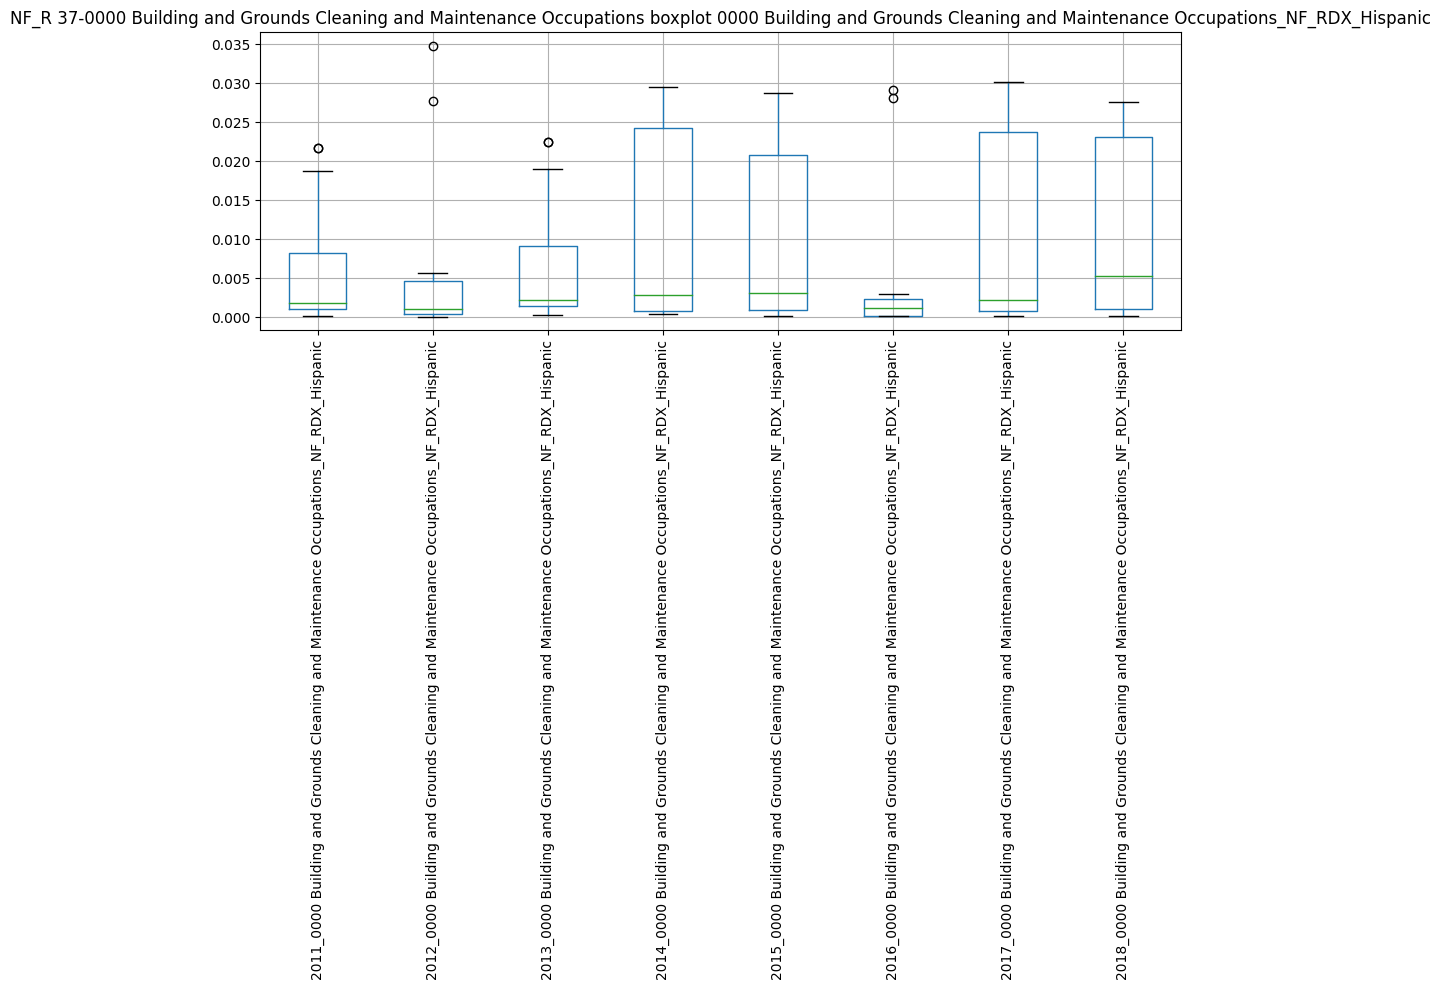 NF_R 37-0000 Building and Grounds Cleaning and Maintenance Occupations boxplot 0000 Building and Grounds Cleaning and Maintenance Occupations_NF_RDX_Hispanic
0.035
0.030
0.025
0.020
0.015
0.010
0.005
0.000
2011_0000 Building and Grounds Cleaning and Maintenance Occupations_NF_RDX_Hispanic
2012_0000 Building and Grounds Cleaning and Maintenance Occupations_NF_RDX_Hispanic
2013_0000 Building and Grounds Cleaning and Maintenance Occupations_NF_RDX_Hispanic
2014_0000 Building and Grounds Cleaning and Maintenance Occupations_NF_RDX_Hispanic
2015_0000 Building and Grounds Cleaning and Maintenance Occupations_NF_RDX_Hispanic
2016_0000 Building and Grounds Cleaning and Maintenance Occupations_NF_RDX_Hispanic
2017_0000 Building and Grounds Cleaning and Maintenance Occupations_NF_RDX_Hispanic
2018_0000 Building and Grounds Cleaning and Maintenance Occupations_NF_RDX_Hispanic